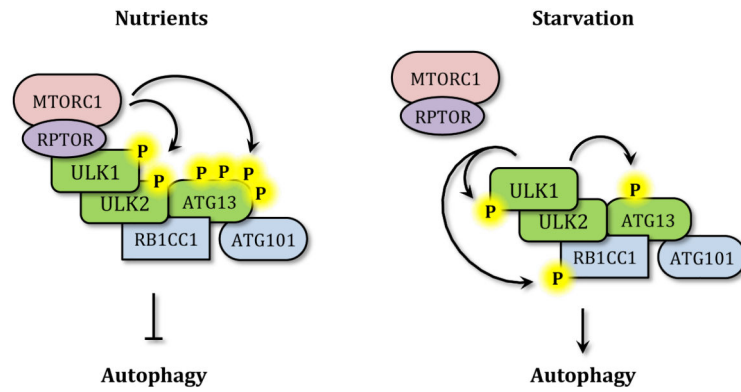 Nutrients
MTORC1
RPTOR
ULK1
P
ULK2
P
P
P
P
P
ATG13
RB1CC1
ATG101
Autophagy
Starvation
MTORC1
RPTOR
ULK1
P
ULK2
P
ATG13
RB1CC1
P
ATG101
Autophagy